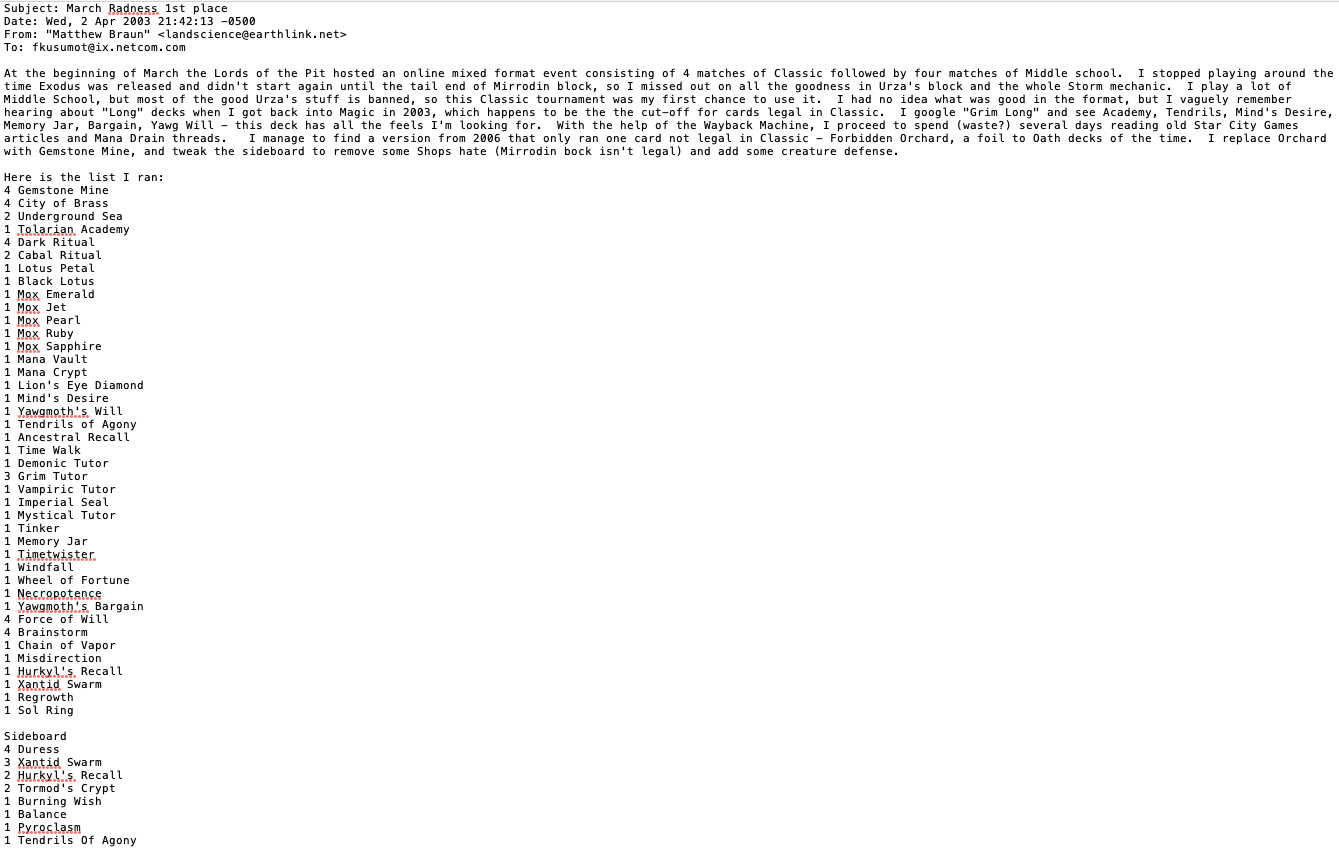 Subject: March Radness 1st place
Date: Wed, 2 Apr 2003 21:42:13 -0500
From: "Matthew Braun" <landscience@earthlink.net>
To: fkusumot@ix.netcom.com
At the beginning of March the Lords of the Pit hosted an online mixed format event consisting of 4 matches of Classic followed by four matches of Middle school.  I stopped playing around the
time Exodus was released and didn't start again until the tail end of Mirrodin block, so I missed out on all the goodness in Urza's block and the whole Storm mechanic.  I play a lot of
Middle School, but most of the good Urza's stuff is banned, so this Classic tournament was my first chance to use it.  I had no idea what was good in the format, but I vaguely remember
hearing about "Long" decks when I got back into Magic in 2003, which happens to be the the cut-off for cards legal in Classic.  I google "Grim Long" and see Academy, Tendrils, Mind's Desire,
Memory Jar, Bargain, Yawg Will - this deck has all the feels I'm looking for.  With the help of the Wayback Machine, I proceed to spend (waste?) several days reading old Star City Games
articles and Mana Drain threads.   I manage to find a version from 2006 that only ran one card not legal in Classic - Forbidden Orchard, a foil to Oath decks of the time.  I replace Orchard
with Gemstone Mine, and tweak the sideboard to remove some Shops hate (Mirrodin bock isn't legal) and add some creature defense.
Here is the list I ran:
4 Gemstone Mine
4 City of Brass
2 Underground Sea
1 Tolarian Academy
4 Dark Ritual
2 Cabal Ritual
1 Lotus Petal
1 Black Lotus
1 Mox Emerald
1 Mox Jet
1 Mox Pearl
1 Mox Ruby
1 Mox Sapphire
1 Mana Vault
1 Mana Crypt
1 Lion's Eye Diamond
1 Mind's Desire
1 Yawgmoth's Will
1 Tendrils of Agony
1 Ancestral Recall
1 Time Walk
1 Demonic Tutor
3 Grim Tutor
1 Vampiric Tutor
1 Imperial Seal
1 Mystical Tutor
1 Tinker
1 Memory Jar
1 Timetwister
1 Windfall
1 Wheel of Fortune
1 Necropotence
1 Yawgmoth's Bargain
4 Force of Will
4 Brainstorm
1 Chain of Vapor
1 Misdirection
1 Hurkyl's Recall
1 Xantid Swarm
1 Regrowth
1 Sol Ring
Sideboard
4 Duress
3 Xantid Swarm
2 Hurkyl's Recall
2 Tormod's Crypt
1 Burning Wish
1 Balance
1 Pyroclasm
1 Tendrils Of Agony